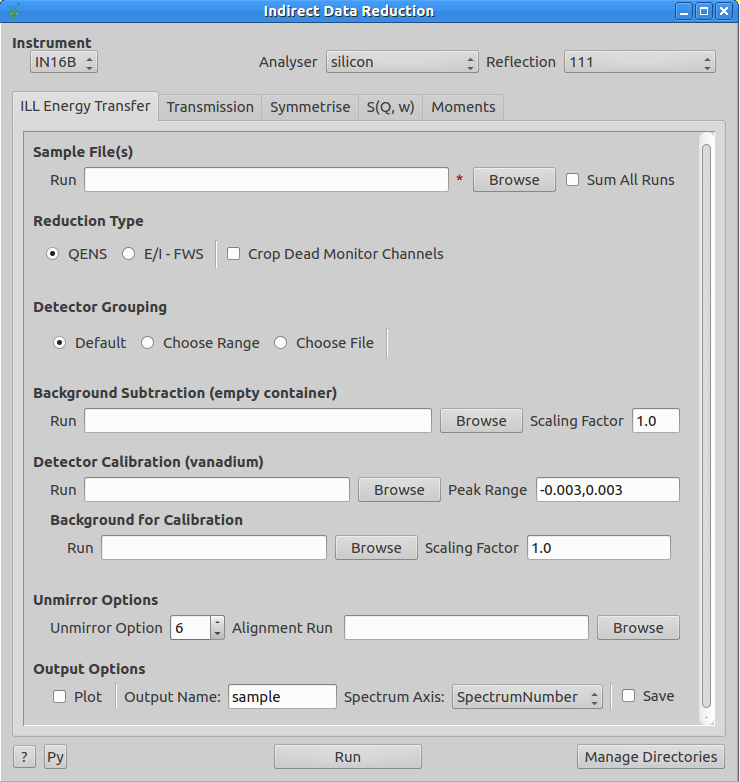 Indirect Data Reduction
Instrument
IN16B Analyser silicon Reflection 111
ILL Energy Transfer Transmission Symmetrise S(Q, w) Moments
Sample File(s)
Run * Browse Sum All Runs
Reduction Type
QENS E/I - FWS Crop Dead Monitor Channels
Detector Grouping
Default Choose Range Choose File
Background Subtraction (empty container)
Run Browse Scaling Factor 1.0
Detector Calibration (vanadium)
Run Browse Peak Range -0.003,0.003
Background for Calibration
Run Browse Scaling Factor 1.0
Unmirror Options
Unmirror Option 6 Alignment Run Browse
Output Options
Plot Output Name: sample Spectrum Axis: SpectrumNumber Save
? Py Run Manage Directories